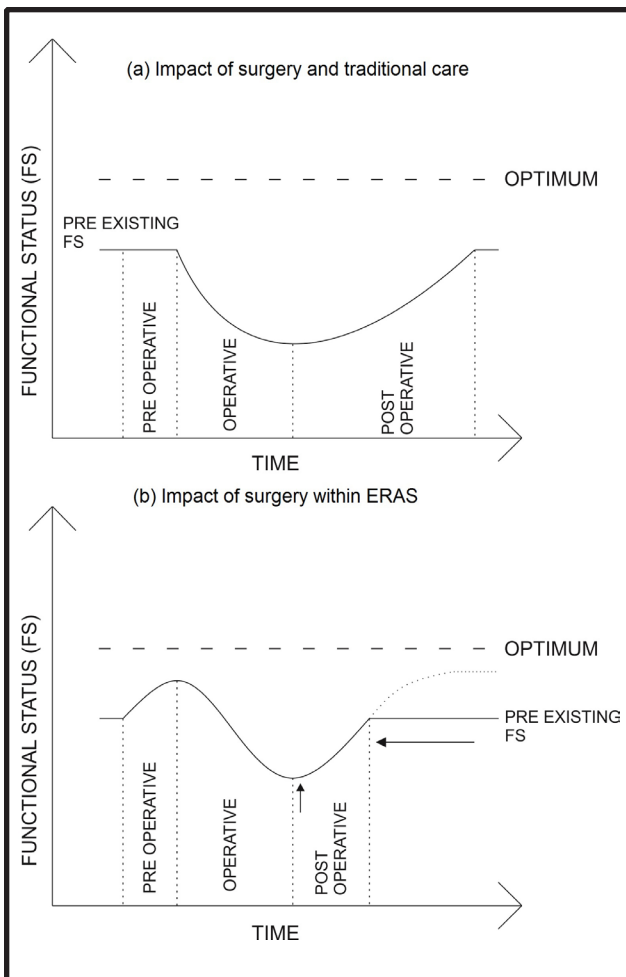 (a) Impact of surgery and traditional care
FUNCTIONAL STATUS (FS)
OPTIMUM
PRE EXISTING
FS
PRE OPERATIVE
OPERATIVE
POST
OPERATIVE
TIME
(b) Impact of surgery within ERAS
FUNCTIONAL STATUS (FS)
OPTIMUM
PRE EXISTING
FS
PRE OPERATIVE
OPERATIVE
POST
OPERATIVE
TIME